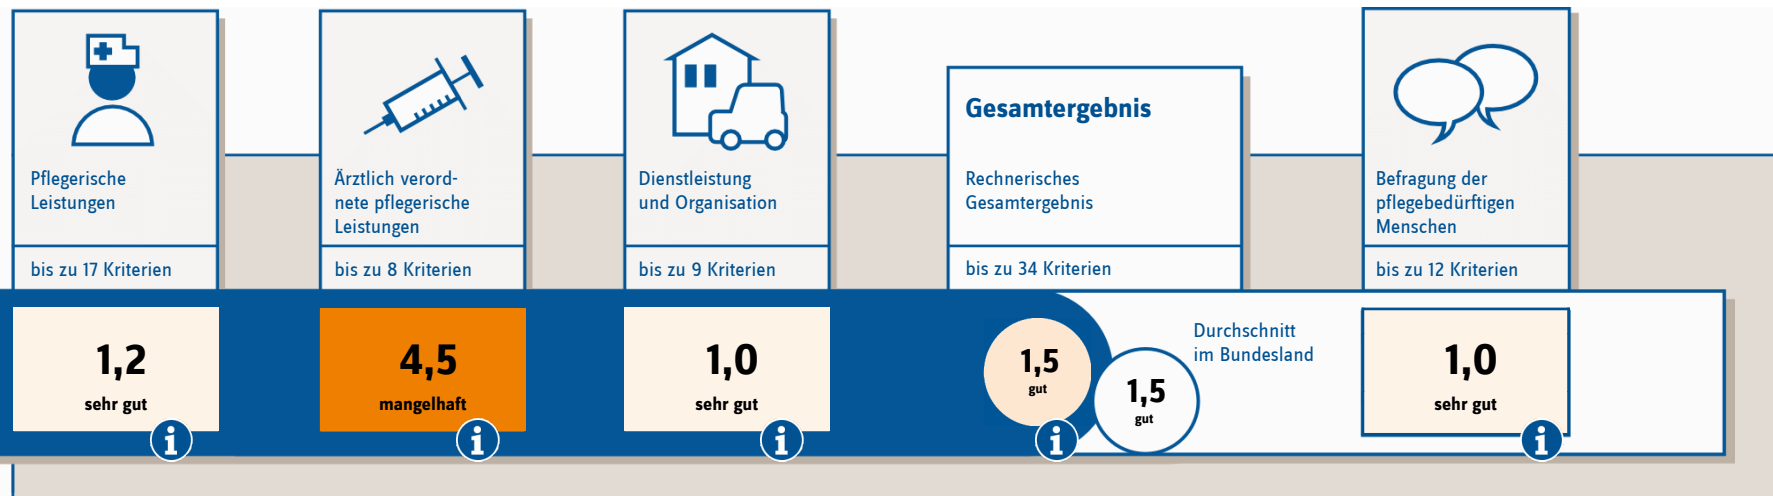 Pflegerische
Leistungen
bis zu 17 Kriterien
1,2
sehr gut
i
Ärztlich verord-
nete pflegerische
Leistungen
bis zu 8 Kriterien
4,5
mangelhaft
i
Dienstleistung
und Organisation
bis zu 9 Kriterien
1,0
sehr gut
i
Gesamtergebnis
Rechnerisches
Gesamtergebnis
bis zu 34 Kriterien
1,5
gut
i
Durchschnitt
im Bundesland
1,5
gut
Befragung der
pflegebedürftigen
Menschen
bis zu 12 Kriterien
1,0
sehr gut
i